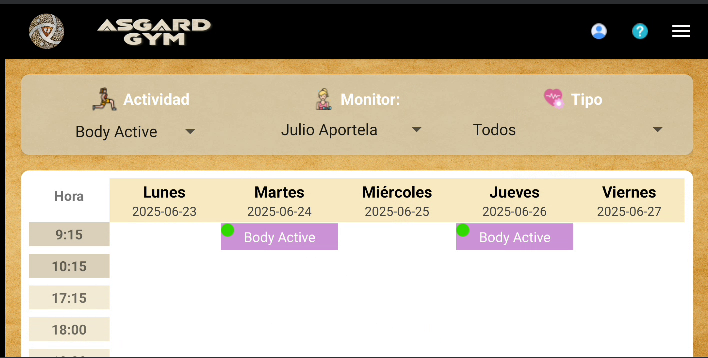 ASGARD
GYM
?
Actividad Monitor: Tipo
Body Active Julio Aportela Todos
Hora Lunes Martes Miércoles Jueves Viernes
2025-06-23 2025-06-24 2025-06-25 2025-06-26 2025-06-27
9:15 Body Active Body Active
10:15
17:15
18:00